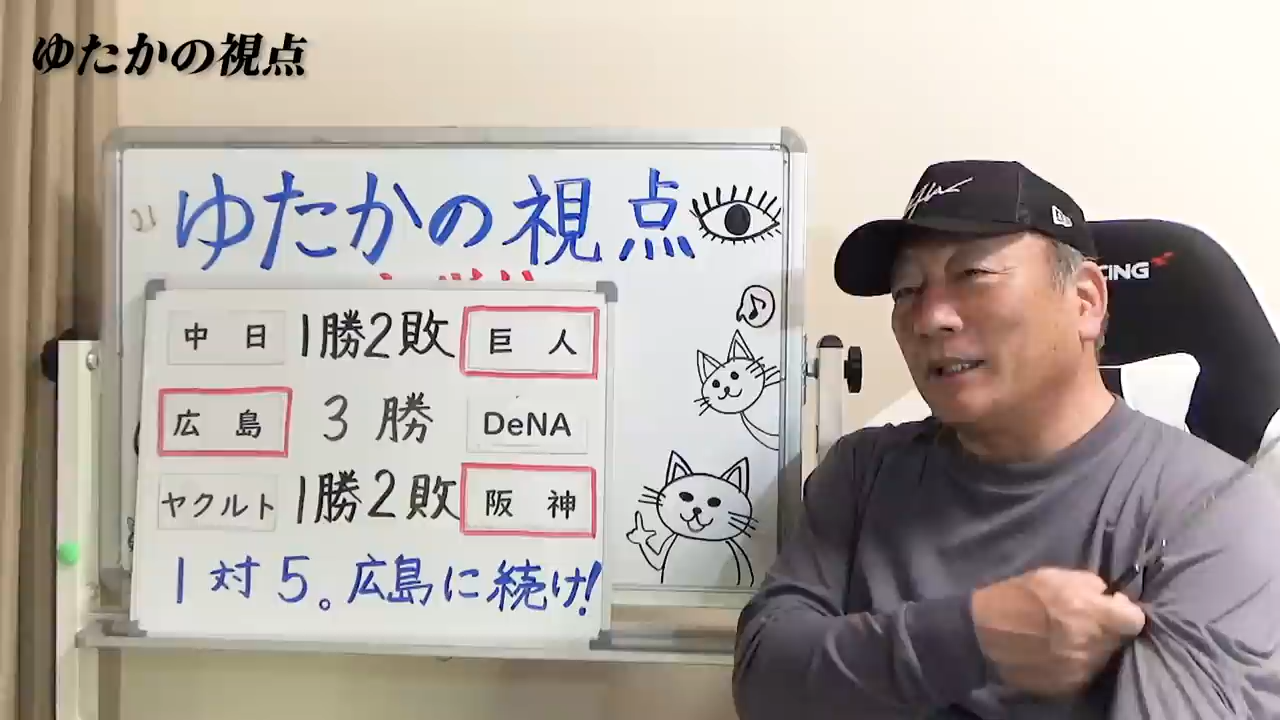 ゆたかの視点
ゆたかの視点
中日 1勝2敗 巨人
広島 3勝 DeNA
ヤクルト 1勝2敗 阪神
1対5。広島に続け!